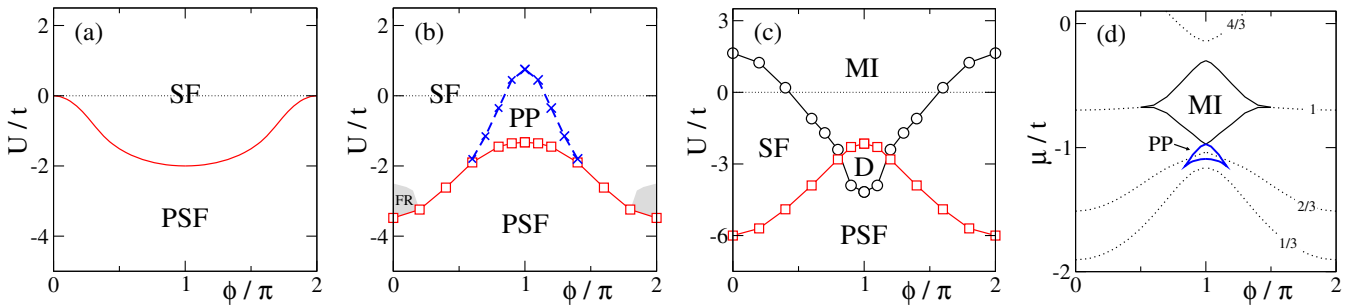 (a)
U / t
2
0
-2
-4
SF
PSF
0
1
2
ϕ / π
(b)
U / t
2
0
-2
-4
SF
PP
FR
PSF
0
1
2
ϕ / π
(c)
U / t
3
0
-3
-6
MI
SF
D
PSF
0
1
2
ϕ / π
(d)
μ / t
0
-1
-2
4/3
MI
1
PP
2/3
1/3
0
1
2
ϕ / π